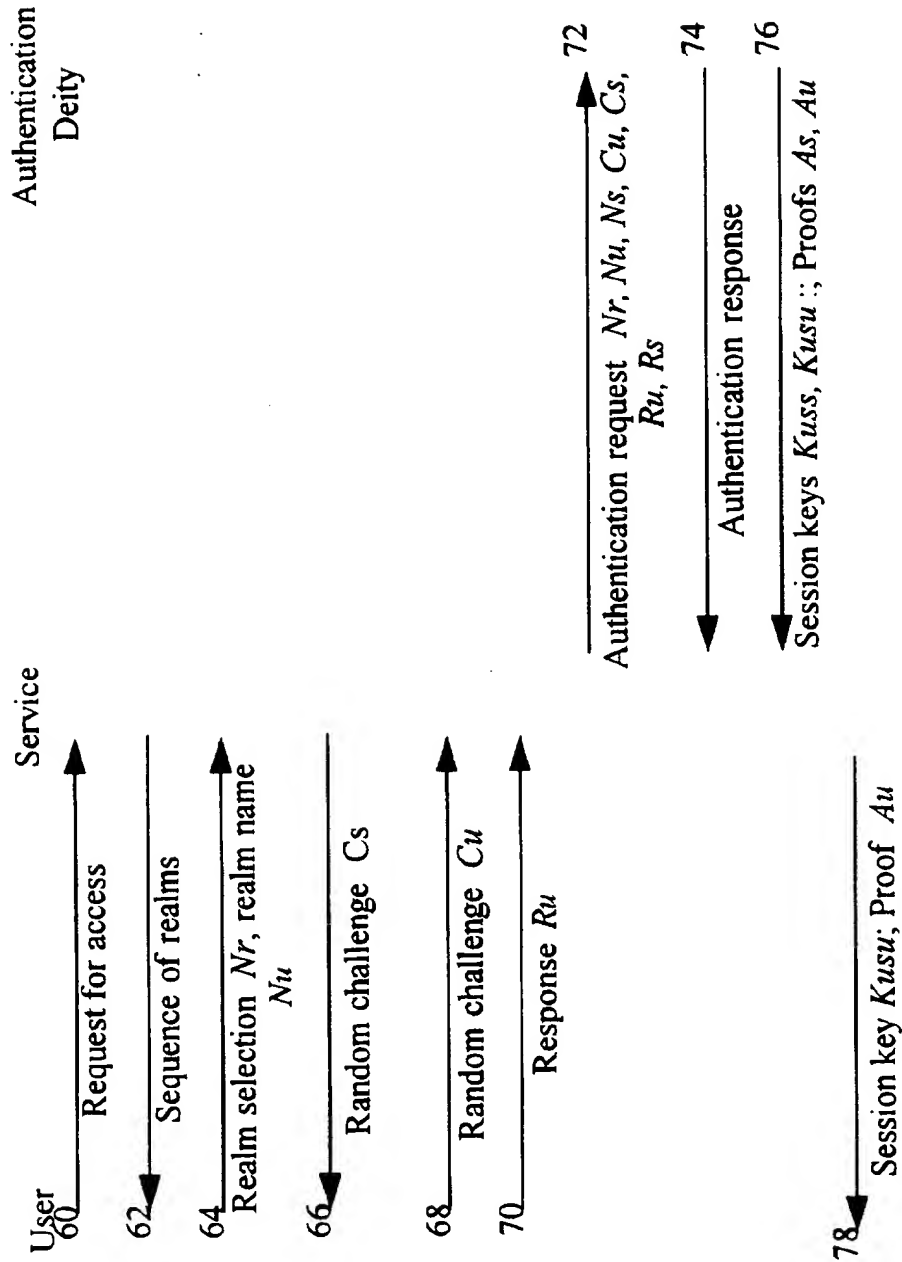 User
Service
Authentication
Deity
60
Request for access
62
Sequence of realms
64
Realm selection Nr, realm name
Nu
66
Random challenge Cs
68
Random challenge Cu
70
Response Ru
72
Authentication request Nr, Nu, Ns, Cu, Cs,
Ru, Rs
74
Authentication response
76
Session keys Kuss, Kusu :; Proofs As, Au
78
Session key Kusu; Proof Au